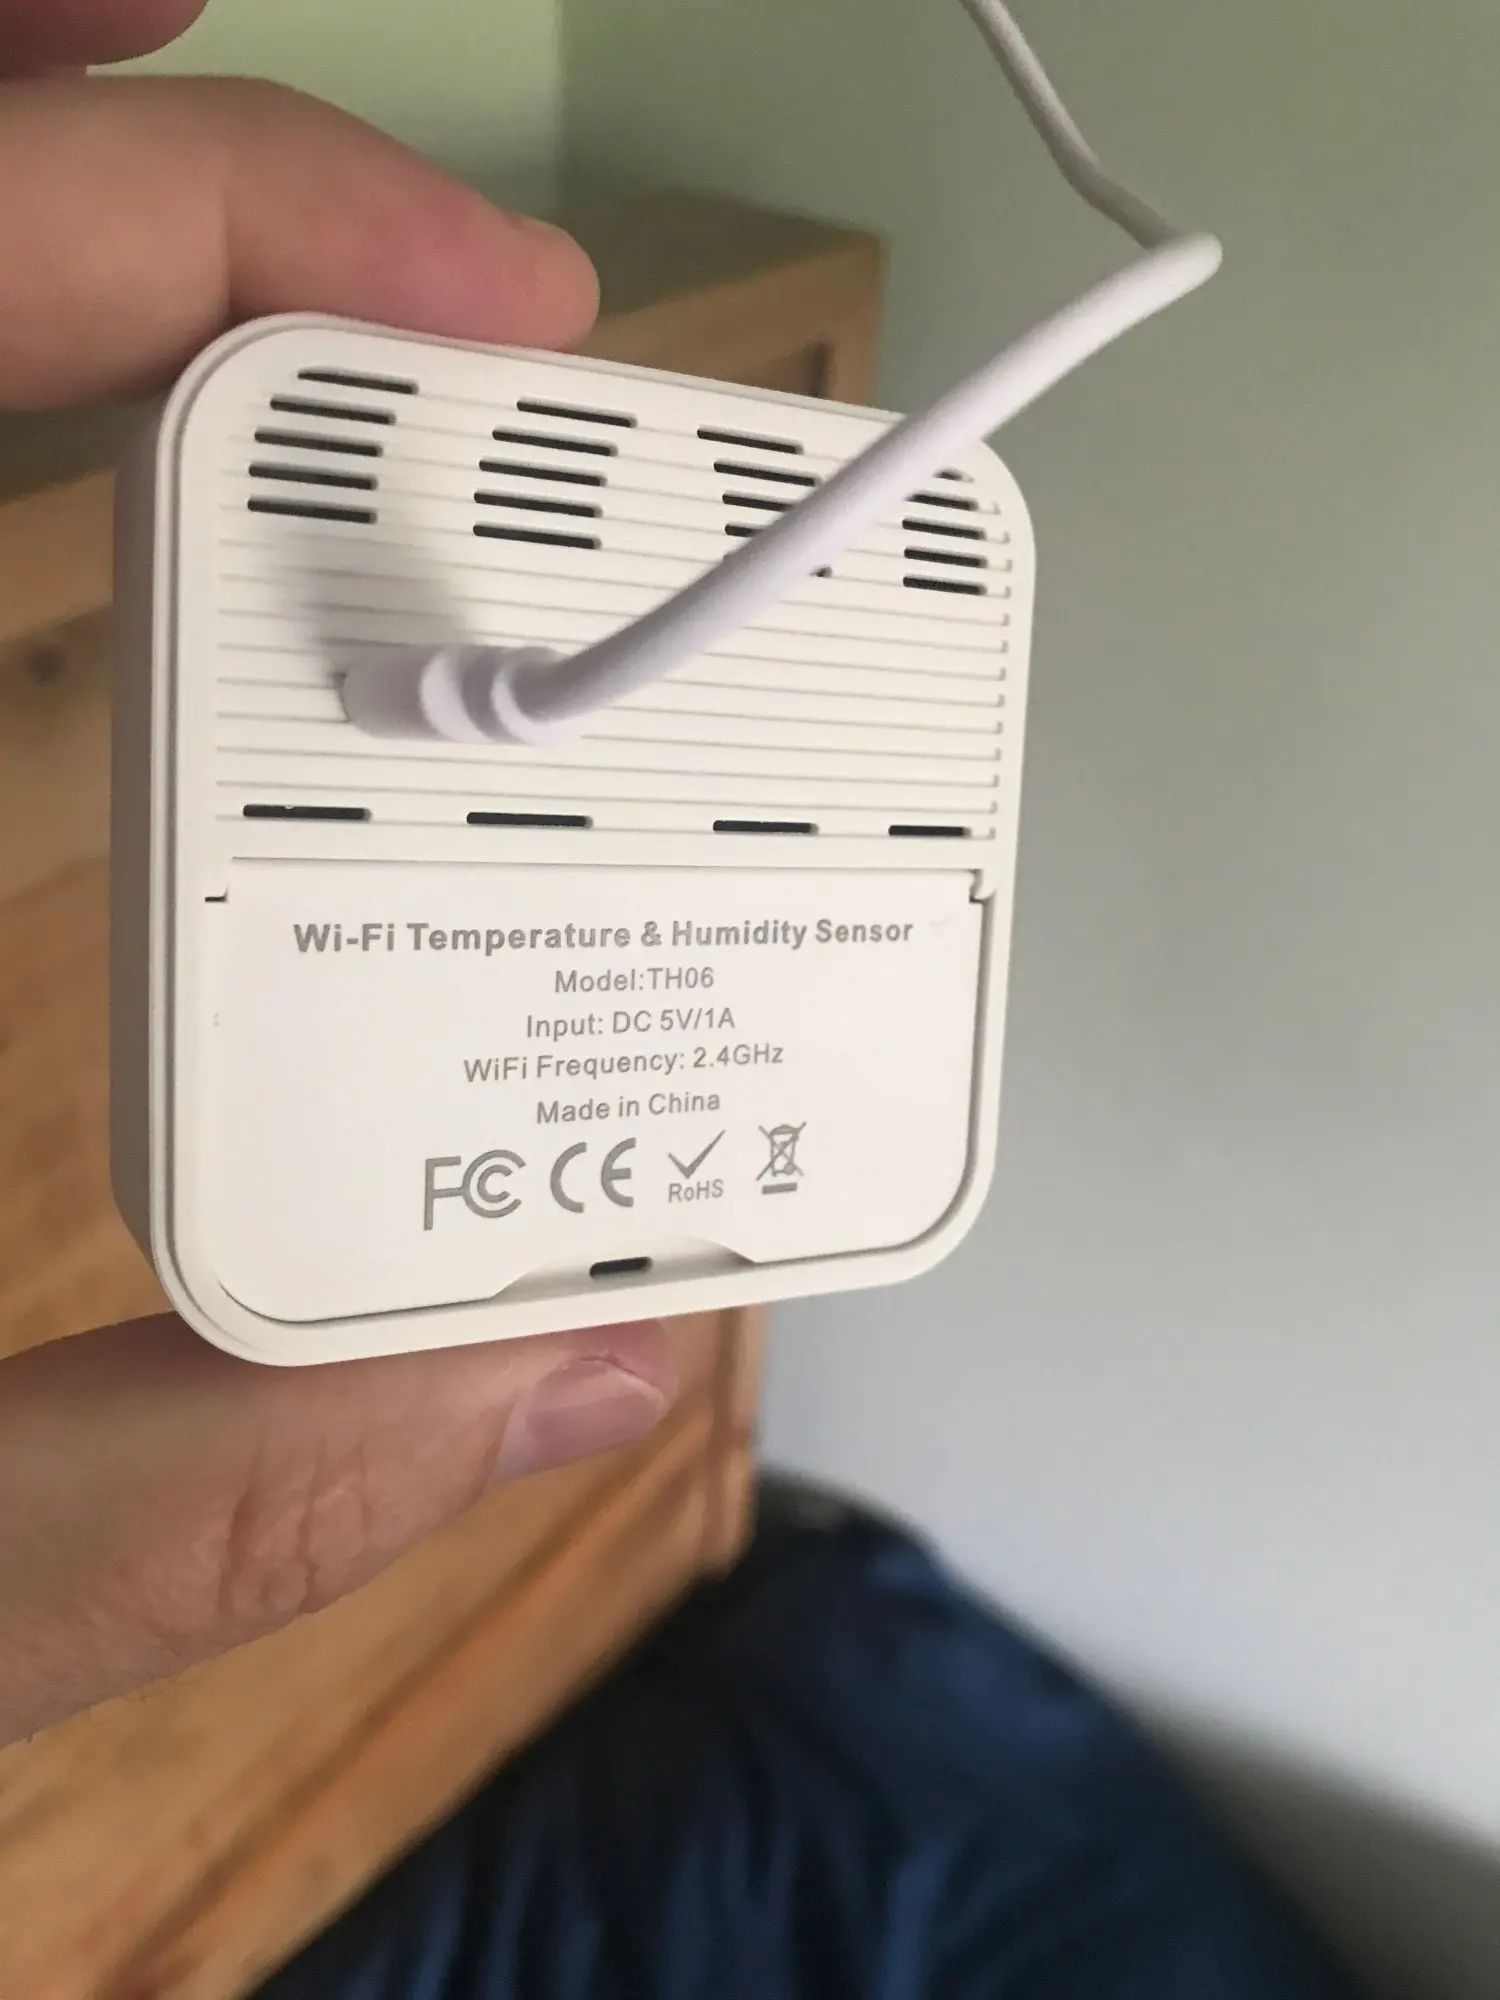 Wi-Fi Temperature & Humidity Sensor
Model:TH06
Input: DC 5V/1A
WiFi Frequency: 2.4GHz
Made in China
FC CE RoHS